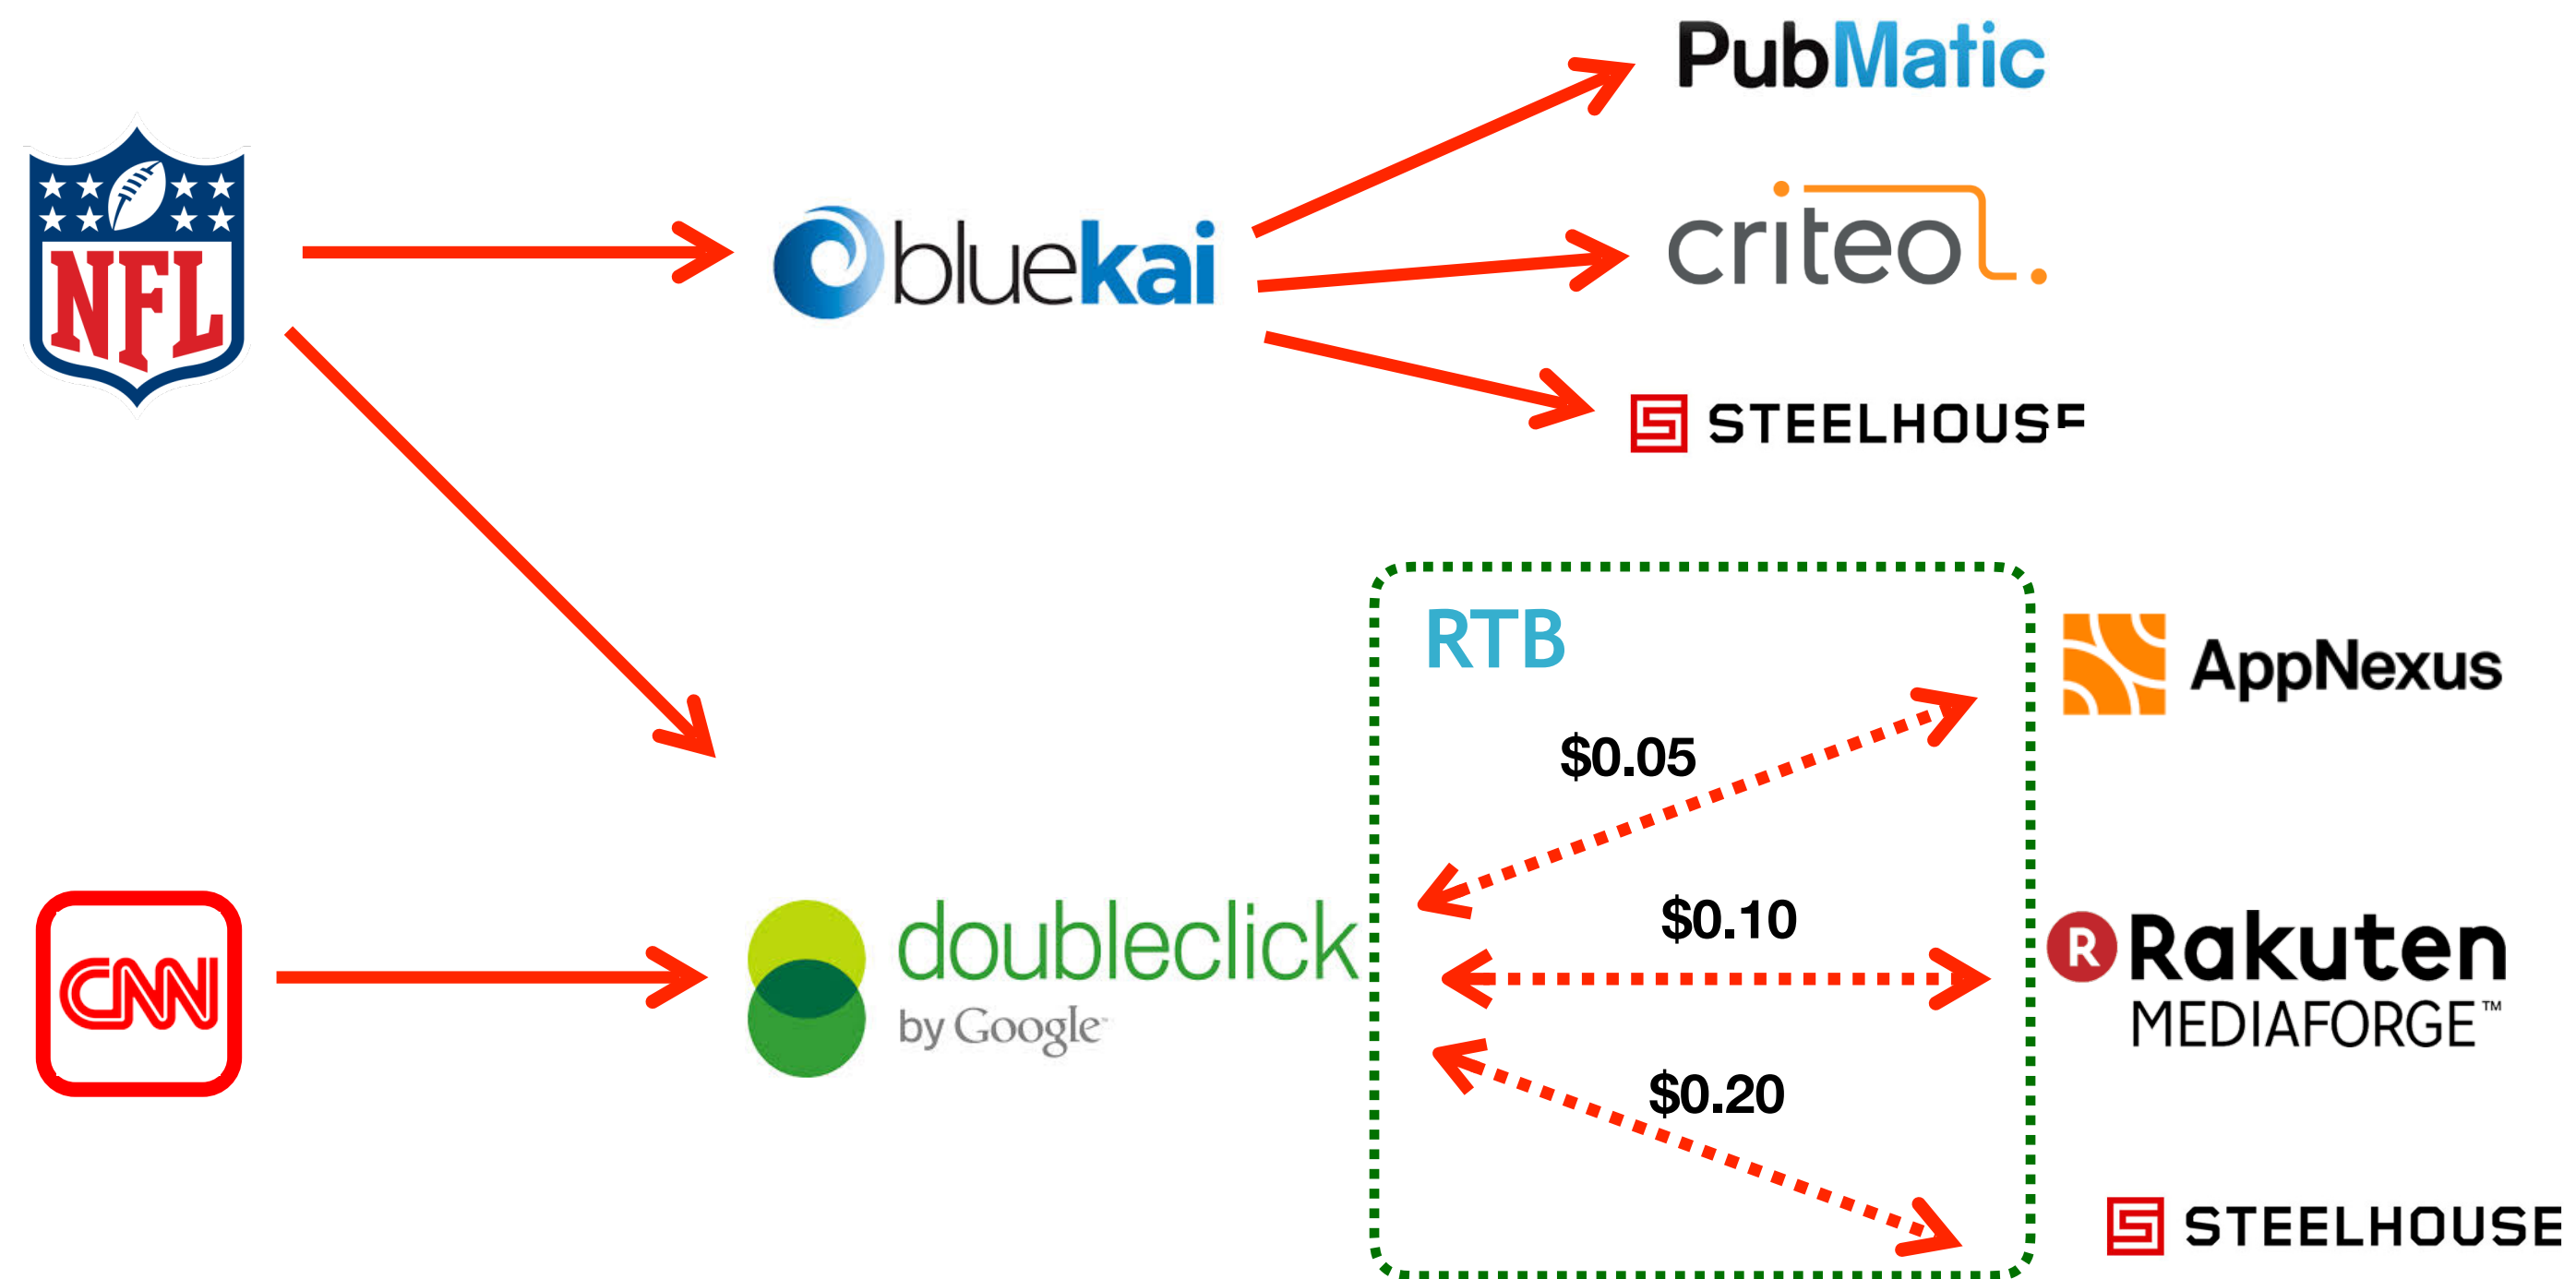 PubMatic
NFL
bluekai
criteo
STEELHOUSE
RTB
AppNexus
$0.05
CNN
doubleclick
by Google
$0.10
Rakuten
MEDIAFORGE™
$0.20
STEELHOUSE